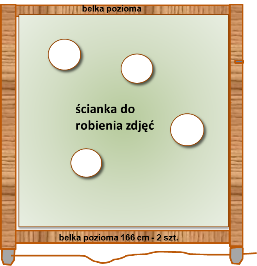 belka pozioma
ścianka do
robienia zdjęć
belka pozioma 166 cm - 2 szt.